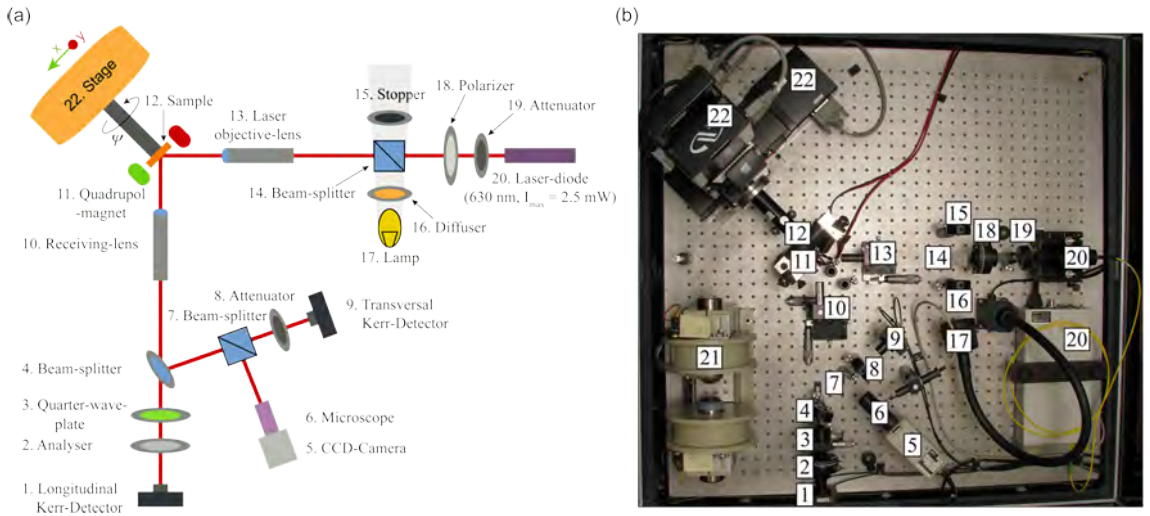 (a)
x
y
22. Stage
12. Sample
ψ
13. Laser
objective-lens
15. Stopper
18. Polarizer
19. Attenuator
11. Quadrupol
-magnet
14. Beam-splitter
20. Laser-diode
(630 nm, Imax = 2.5 mW)
16. Diffuser
17. Lamp
10. Receiving-lens
8. Attenuator
7. Beam-splitter
9. Transversal
Kerr-Detector
4. Beam-splitter
3. Quarter-wave-
plate
2. Analyser
6. Microscope
5. CCD-Camera
1. Longitudinal
Kerr-Detector
(b)
22
22
15
12
18
19
11
13
14
20
10
16
9
17
20
21
8
7
4
6
3
5
2
1